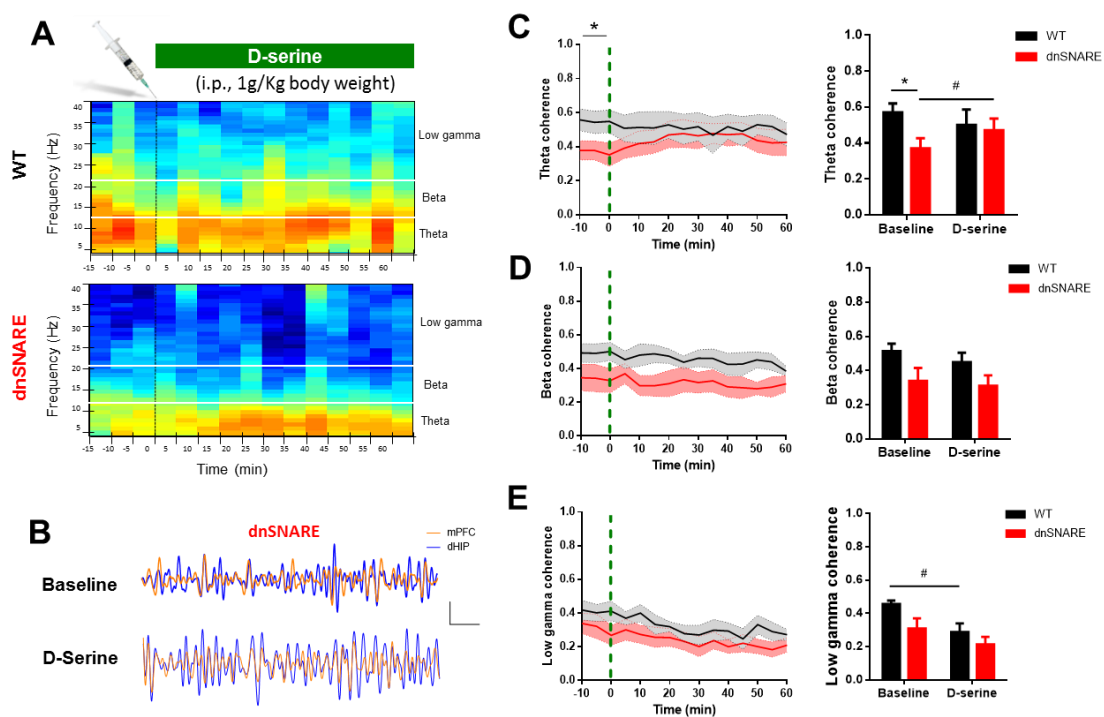 A
D-serine
(i.p., 1g/Kg body weight)
WT
Frequency (Hz)
40
35
30
25
20
15
10
5
Low gamma
Beta
Theta
-15 -10 -5 0 5 10 15 20 25 30 35 40 45 50 60
dnSNARE
Frequency (Hz)
40
35
30
25
20
15
10
5
Low gamma
Beta
Theta
-15 -10 -5 0 5 10 15 20 25 30 35 40 45 50 60
Time (min)
B
dnSNARE
mPFC
dHIP
Baseline
D-Serine
C
*
Theta coherence
1.0
0.8
0.6
0.4
0.2
0.0
-10 0 10 20 30 40 50 60
Time (min)
WT
dnSNARE
Theta coherence
1.0
0.8
0.6
0.4
0.2
0.0
* #
Baseline D-serine
D
Beta coherence
1.0
0.8
0.6
0.4
0.2
0.0
-10 0 10 20 30 40 50 60
Time (min)
WT
dnSNARE
Beta coherence
1.0
0.8
0.6
0.4
0.2
0.0
Baseline D-serine
E
Low gamma coherence
1.0
0.8
0.6
0.4
0.2
0.0
-10 0 10 20 30 40 50 60
Time (min)
WT
dnSNARE
Low gamma coherence
1.0
0.8
0.6
0.4
0.2
0.0
#
Baseline D-serine